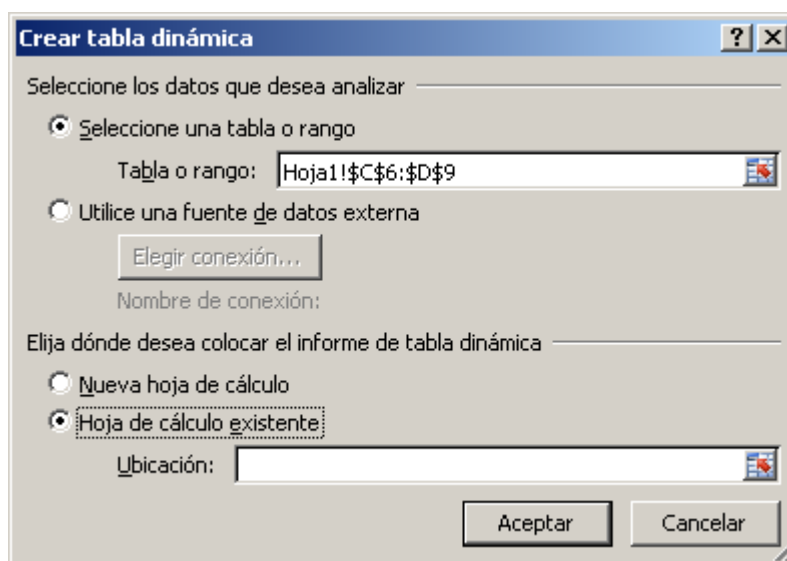 Crear tabla dinámica
Seleccione los datos que desea analizar
Seleccione una tabla o rango
Tabla o rango: Hoja1!$C$6:$D$9
Utilice una fuente de datos externa
Elegir conexión...
Nombre de conexión:
Elija dónde desea colocar el informe de tabla dinámica
Nueva hoja de cálculo
Hoja de cálculo existente
Ubicación:
Aceptar Cancelar